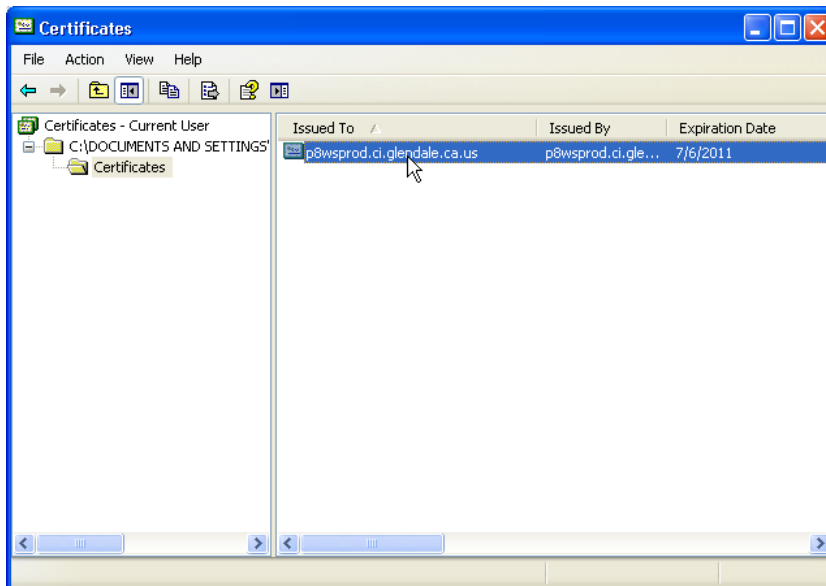 Certificates
File Action View Help
Certificates - Current User
C:\DOCUMENTS AND SETTINGS'
Certificates
Issued To Issued By Expiration Date
p8wsprod.ci.glendale.ca.us p8wsprod.ci.gle... 7/6/2011